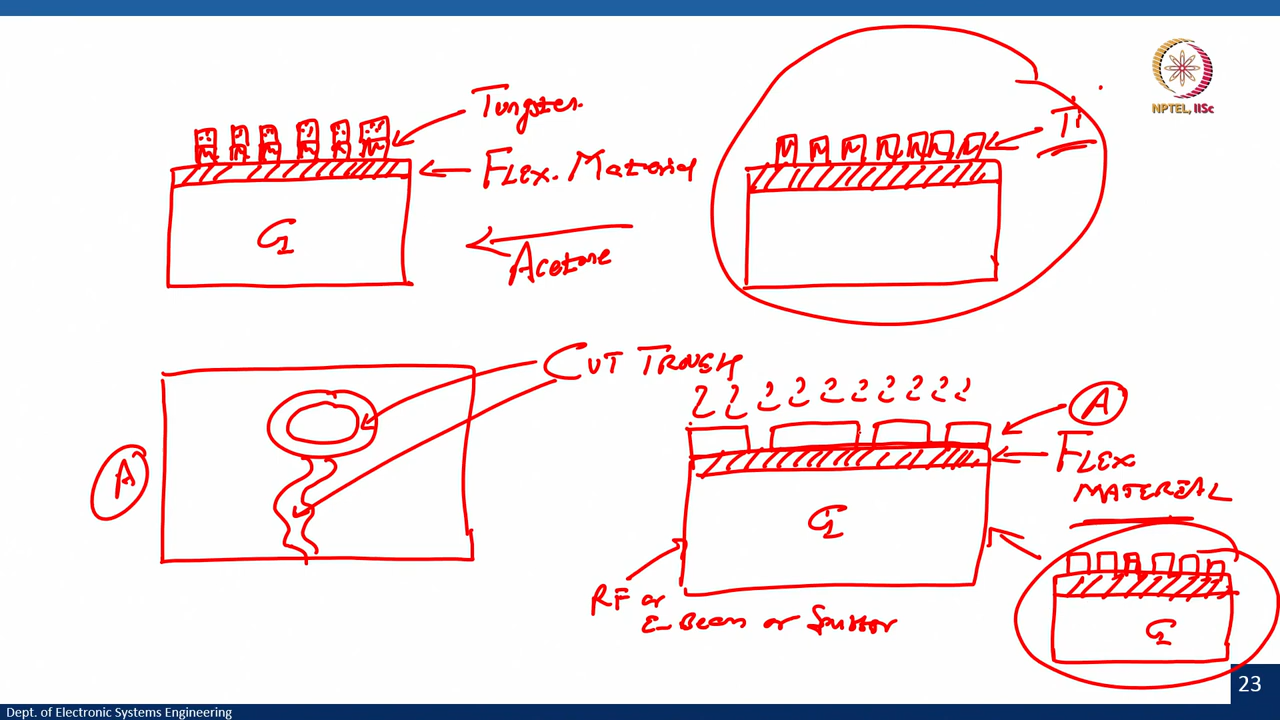 NPTEL, IISc
Tungsten.
Ti
FLEX. Material
G
Acetone
CUT TROUGH
A
A
FLEX
MATERIAL
G
RF or
E-Beam or Sputter
G
23
Dept. of Electronic Systems Engineering